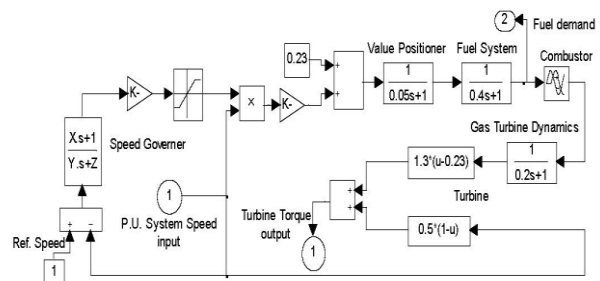 2
Fuel demand
Value Positioner
Fuel System
Combustor
0.23
+
+
1
0.05s+1
1
0.4s+1
K-
K-
x
X.s+1
Y.s+Z
Speed Governer
Gas Turbine Dynamics
1
0.2s+1
1.3*(u-0.23)
Turbine
1
P.U. System Speed
input
+
+
Turbine Torque
output
0.5*(1-u)
+
-
Ref. Speed
1
1